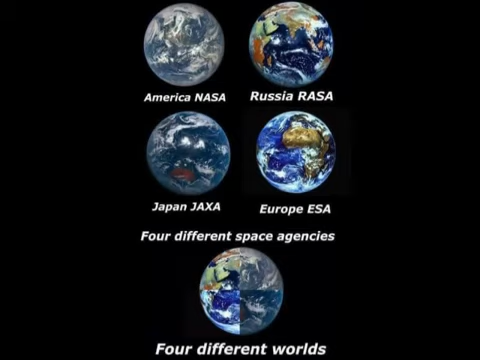 America NASA
Russia RASA
Japan JAXA
Europe ESA
Four different space agencies
Four different worlds